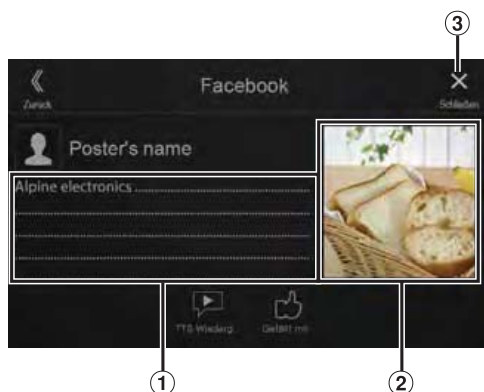 ③
Facebook
Zurück
Schließen
Poster's name
Alpine electronics
TTS Wiederg.
Gefällt mir
① ②